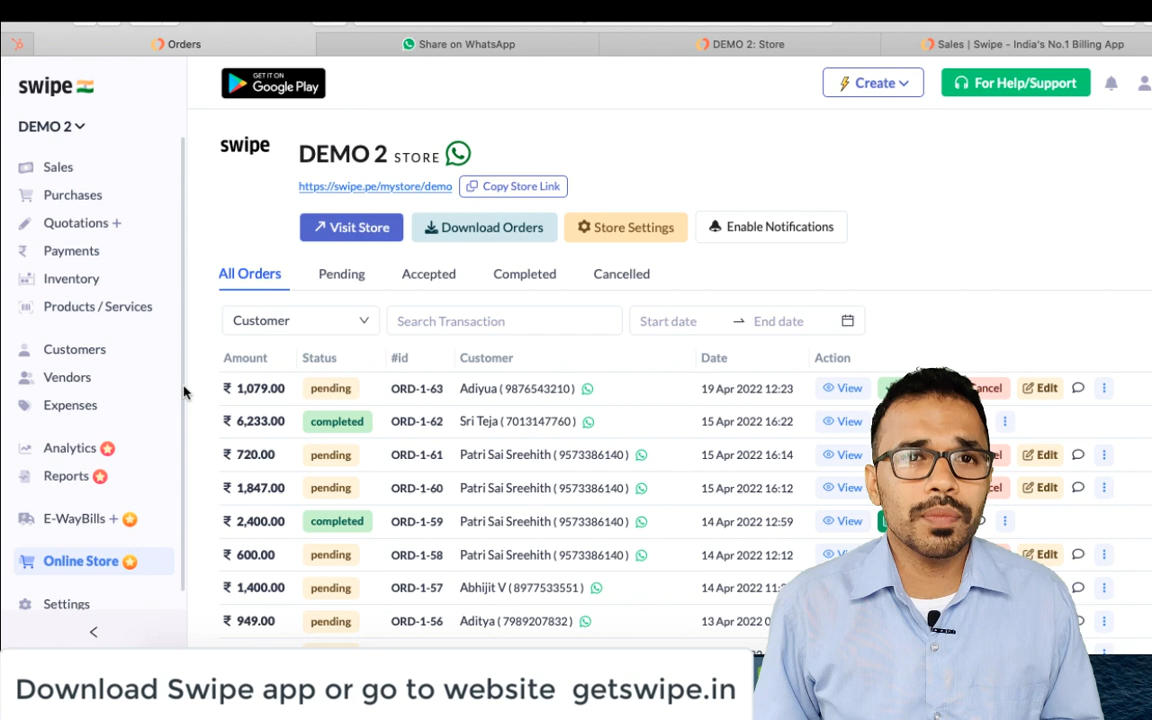 Orders
Share on WhatsApp
DEMO 2: Store
Sales | Swipe - India's No.1 Billing App
swipe
GET IT ON
Google Play
Create
For Help/Support
DEMO 2
Sales
Purchases
Quotations +
Payments
Inventory
Products / Services
Customers
Vendors
Expenses
Analytics
Reports
E-WayBills +
Online Store
Settings
swipe
DEMO 2 STORE
https://swipe.pe/mystore/demo
Copy Store Link
Visit Store
Download Orders
Store Settings
Enable Notifications
All Orders Pending Accepted Completed Cancelled
Customer
Search Transaction
Start date → End date
Amount Status #id Customer Date Action
₹ 1,079.00 pending ORD-1-63 Adiyua ( 9876543210 ) 19 Apr 2022 12:23 View Cancel Edit
₹ 6,233.00 completed ORD-1-62 Sri Teja ( 7013147760 ) 15 Apr 2022 16:22 View
₹ 720.00 pending ORD-1-61 Patri Sai Sreehith ( 9573386140 ) 15 Apr 2022 16:14 View Edit
₹ 1,847.00 pending ORD-1-60 Patri Sai Sreehith ( 9573386140 ) 15 Apr 2022 16:12 View Edit
₹ 2,400.00 completed ORD-1-59 Patri Sai Sreehith ( 9573386140 ) 14 Apr 2022 12:59 View
₹ 600.00 pending ORD-1-58 Patri Sai Sreehith ( 9573386140 ) 14 Apr 2022 12:12 Edit
₹ 1,400.00 pending ORD-1-57 Abhijit V ( 8977533551 ) 14 Apr 2022
₹ 949.00 pending ORD-1-56 Aditya ( 7989207832 ) 13 Apr 2022
Download Swipe app or go to website getswipe.in